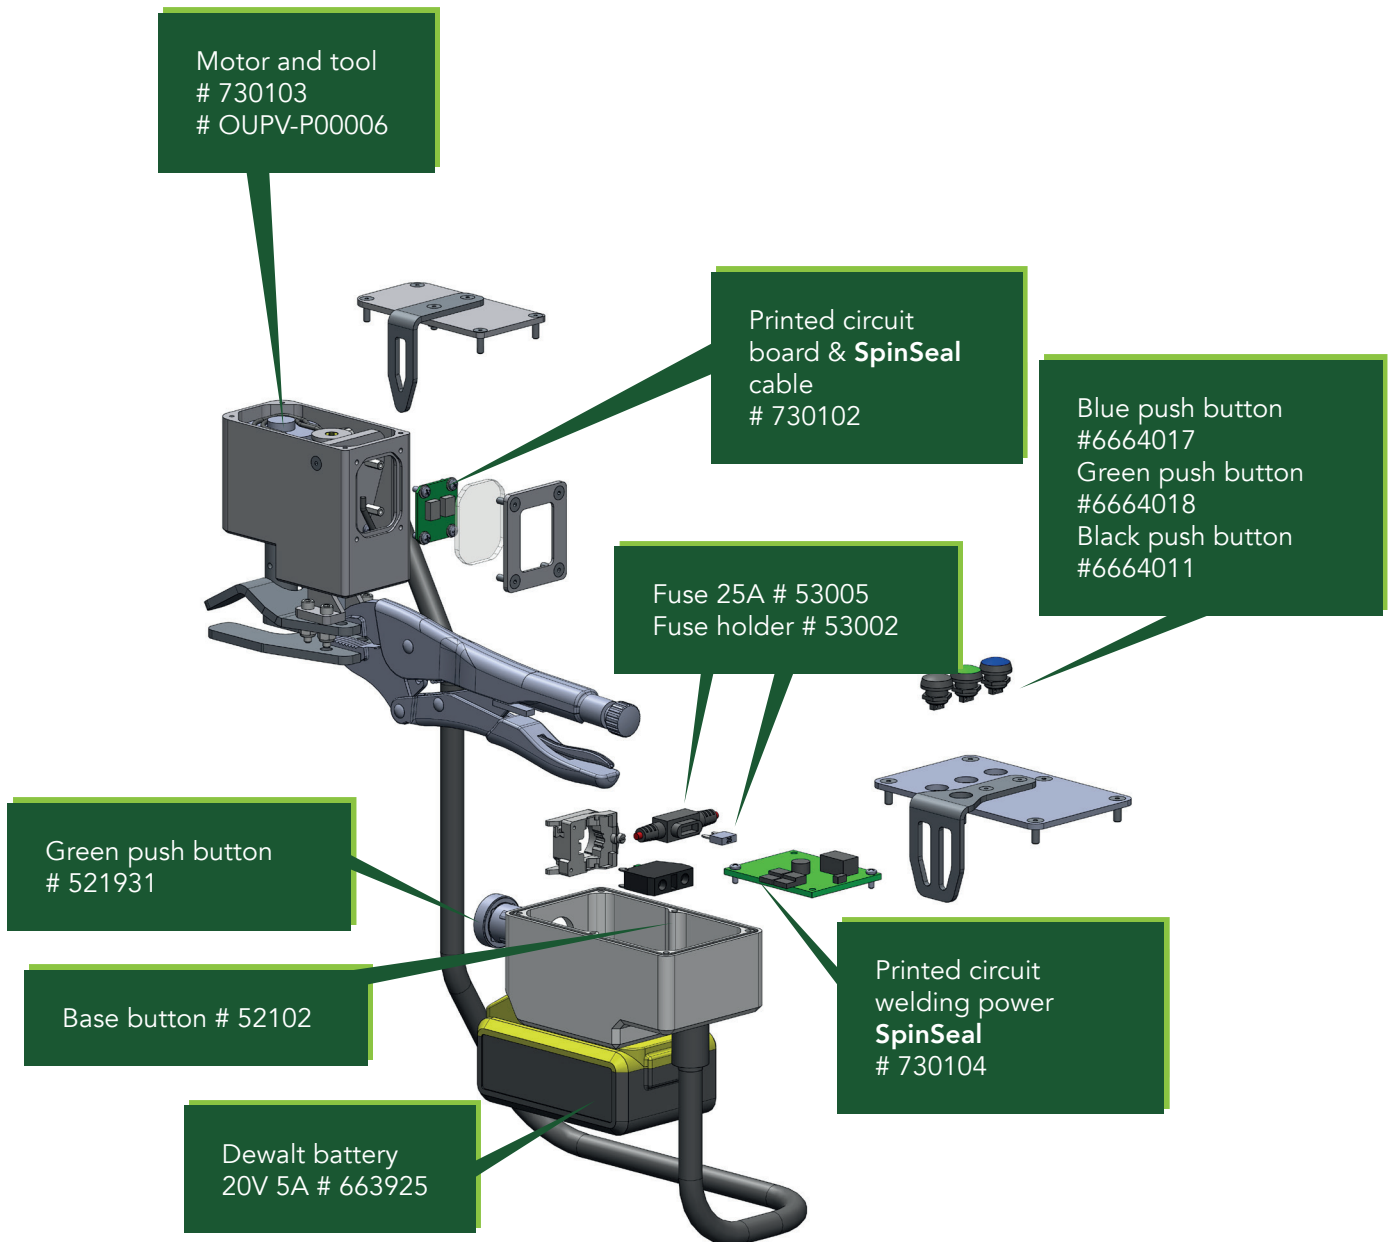 Motor and tool
# 730103
# OUPV-P00006
Printed circuit
board & SpinSeal
cable
# 730102
Blue push button
#6664017
Green push button
#6664018
Black push button
#6664011
Fuse 25A # 53005
Fuse holder # 53002
Green push button
# 521931
Base button # 52102
Printed circuit
welding power
SpinSeal
# 730104
Dewalt battery
20V 5A # 663925